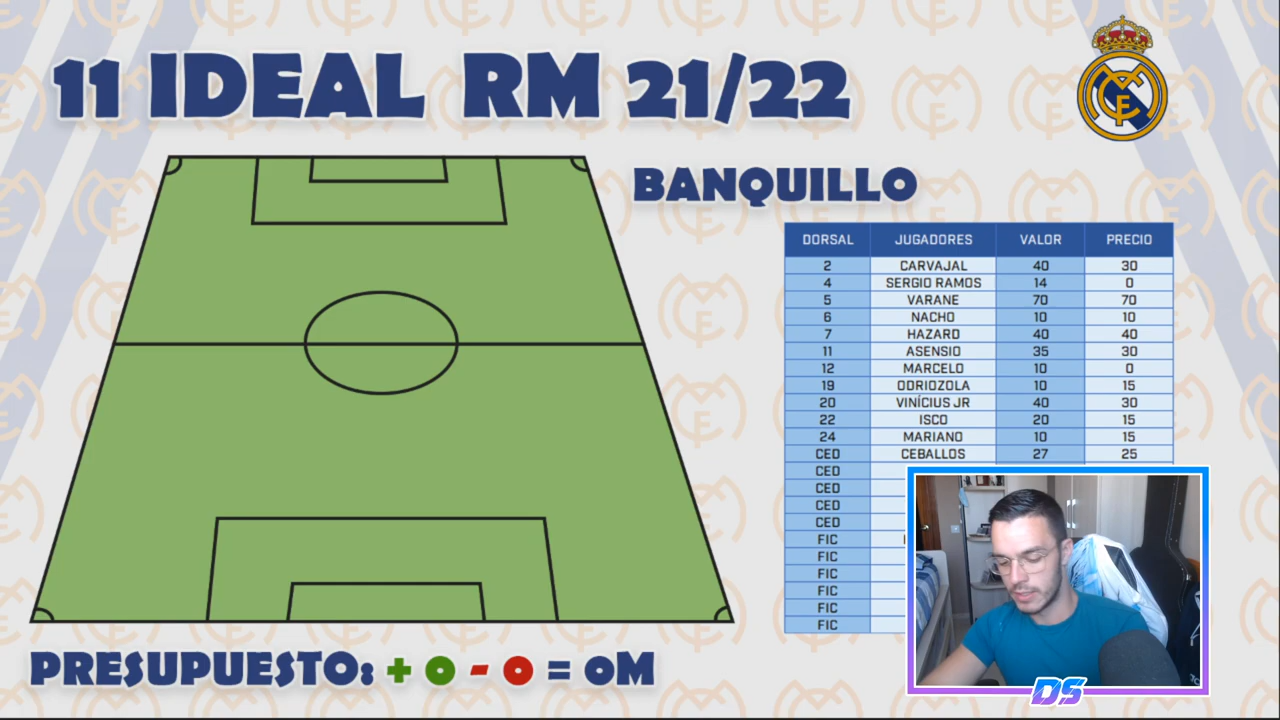 11 IDEAL RM 21/22
BANQUILLO
DORSAL JUGADORES VALOR PRECIO
2 CARVAJAL 40 30
4 SERGIO RAMOS 14 0
5 VARANE 70 70
6 NACHO 10 10
7 HAZARD 40 40
11 ASENSIO 35 30
12 MARCELO 10 0
19 ODRIOZOLA 10 15
20 VINÍCIUS JR 40 30
22 ISCO 20 15
24 MARIANO 10 15
CED CEBALLOS 27 25
CED
CED
CED
CED
FIC
FIC
FIC
FIC
FIC
FIC
DS
PRESUPUESTO: + 0 - 0 = 0M